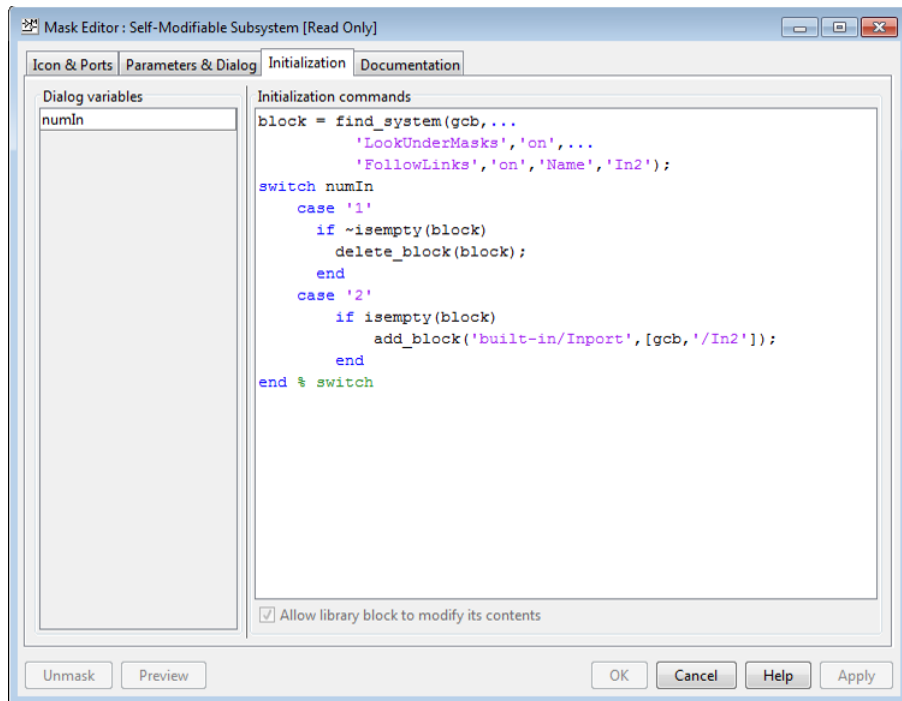 Mask Editor : Self-Modifiable Subsystem [Read Only]
Icon & Ports Parameters & Dialog Initialization Documentation
Dialog variables
numIn
Initialization commands
block = find_system(gcb,...
'LookUnderMasks','on',...
'FollowLinks','on','Name','In2');
switch numIn
case '1'
if ~isempty(block)
delete_block(block);
end
case '2'
if isempty(block)
add_block('built-in/Inport',[gcb,'/In2']);
end
end % switch
Allow library block to modify its contents
Unmask Preview OK Cancel Help Apply